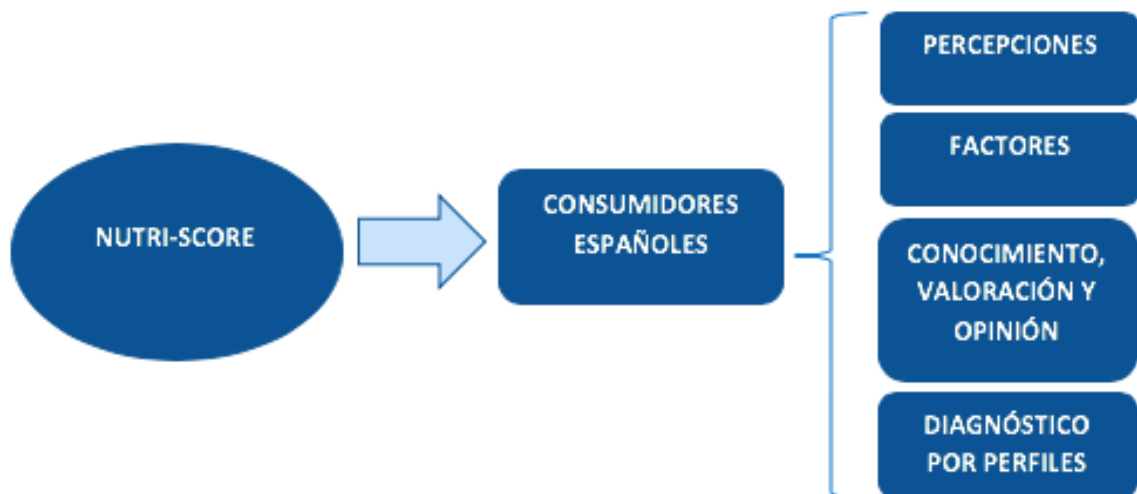 NUTRI-SCORE
CONSUMIDORES
ESPAÑOLES
PERCEPCIONES
FACTORES
CONOCIMIENTO,
VALORACIÓN Y
OPINIÓN
DIAGNÓSTICO
POR PERFILES